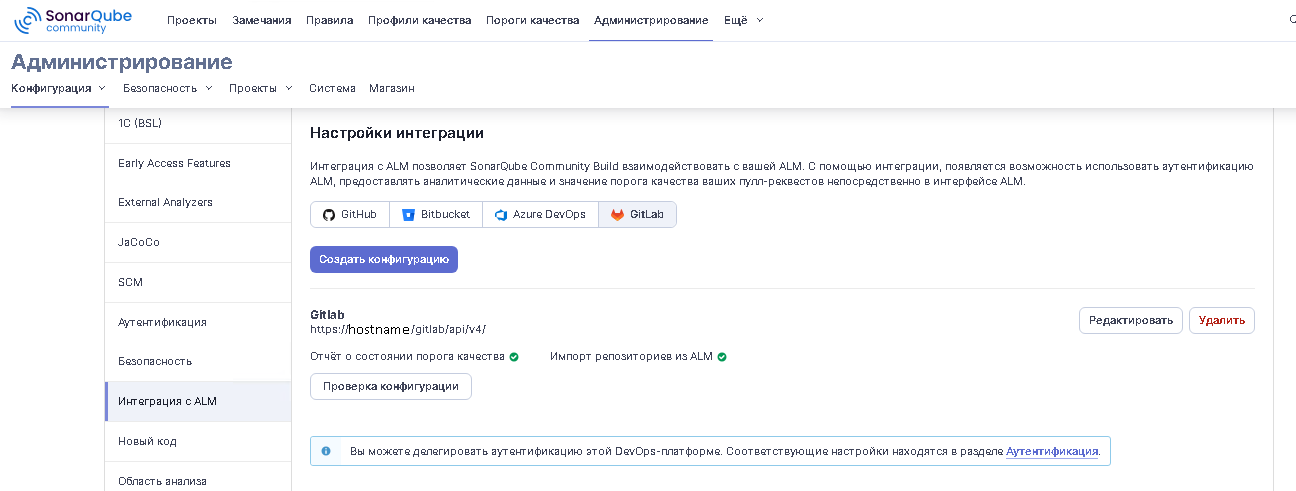 SonarQube
community
Проекты Замечания Правила Профили качества Пороги качества Администрирование Ещё
Администрирование
Конфигурация Безопасность Проекты Система Магазин
1C (BSL)
Early Access Features
External Analyzers
JaCoCo
SCM
Аутентификация
Безопасность
Интеграция с ALM
Новый код
Область анализа
Настройки интеграции
Интеграция с ALM позволяет SonarQube Community Build взаимодействовать с вашей ALM. С помощью интеграции, появляется возможность использовать аутентификацию
ALM, предоставлять аналитические данные и значение порога качества ваших пулл-реквестов непосредственно в интерфейсе ALM.
GitHub Bitbucket Azure DevOps GitLab
Создать конфигурацию
Gitlab
https://hostname/gitlab/api/v4/
Редактировать Удалить
Отчёт о состоянии порога качества Импорт репозиториев из ALM
Проверка конфигурации
Вы можете делегировать аутентификацию этой DevOps-платформе. Соответствующие настройки находятся в разделе Аутентификация.